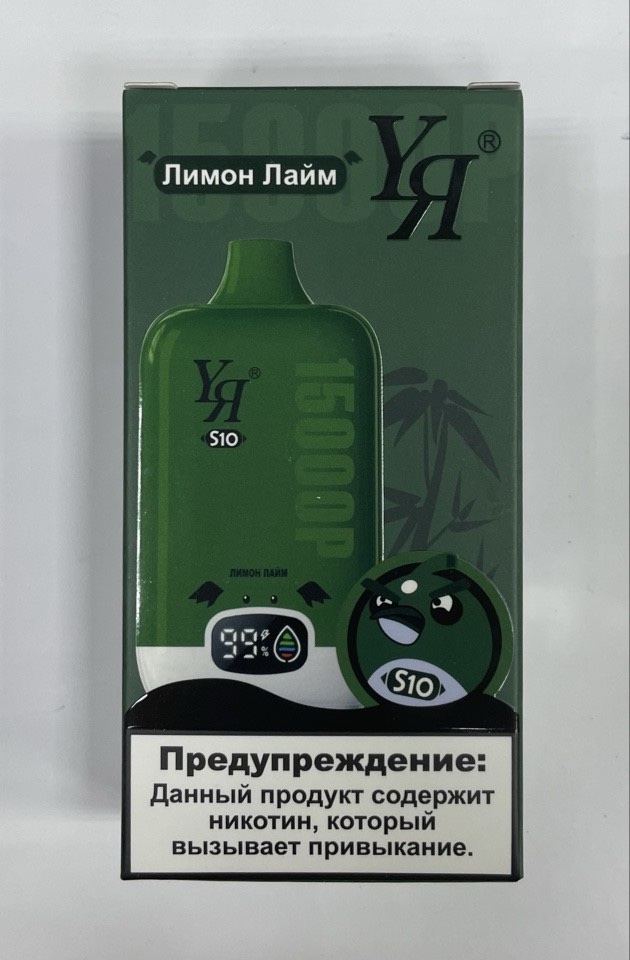 15000P
Лимон Лайм
YЯ®
YЯ®
S10
15000P
ЛИМОН ЛАЙМ
99%
S10
Предупреждение:
Данный продукт содержит
никотин, который
вызывает привыкание.